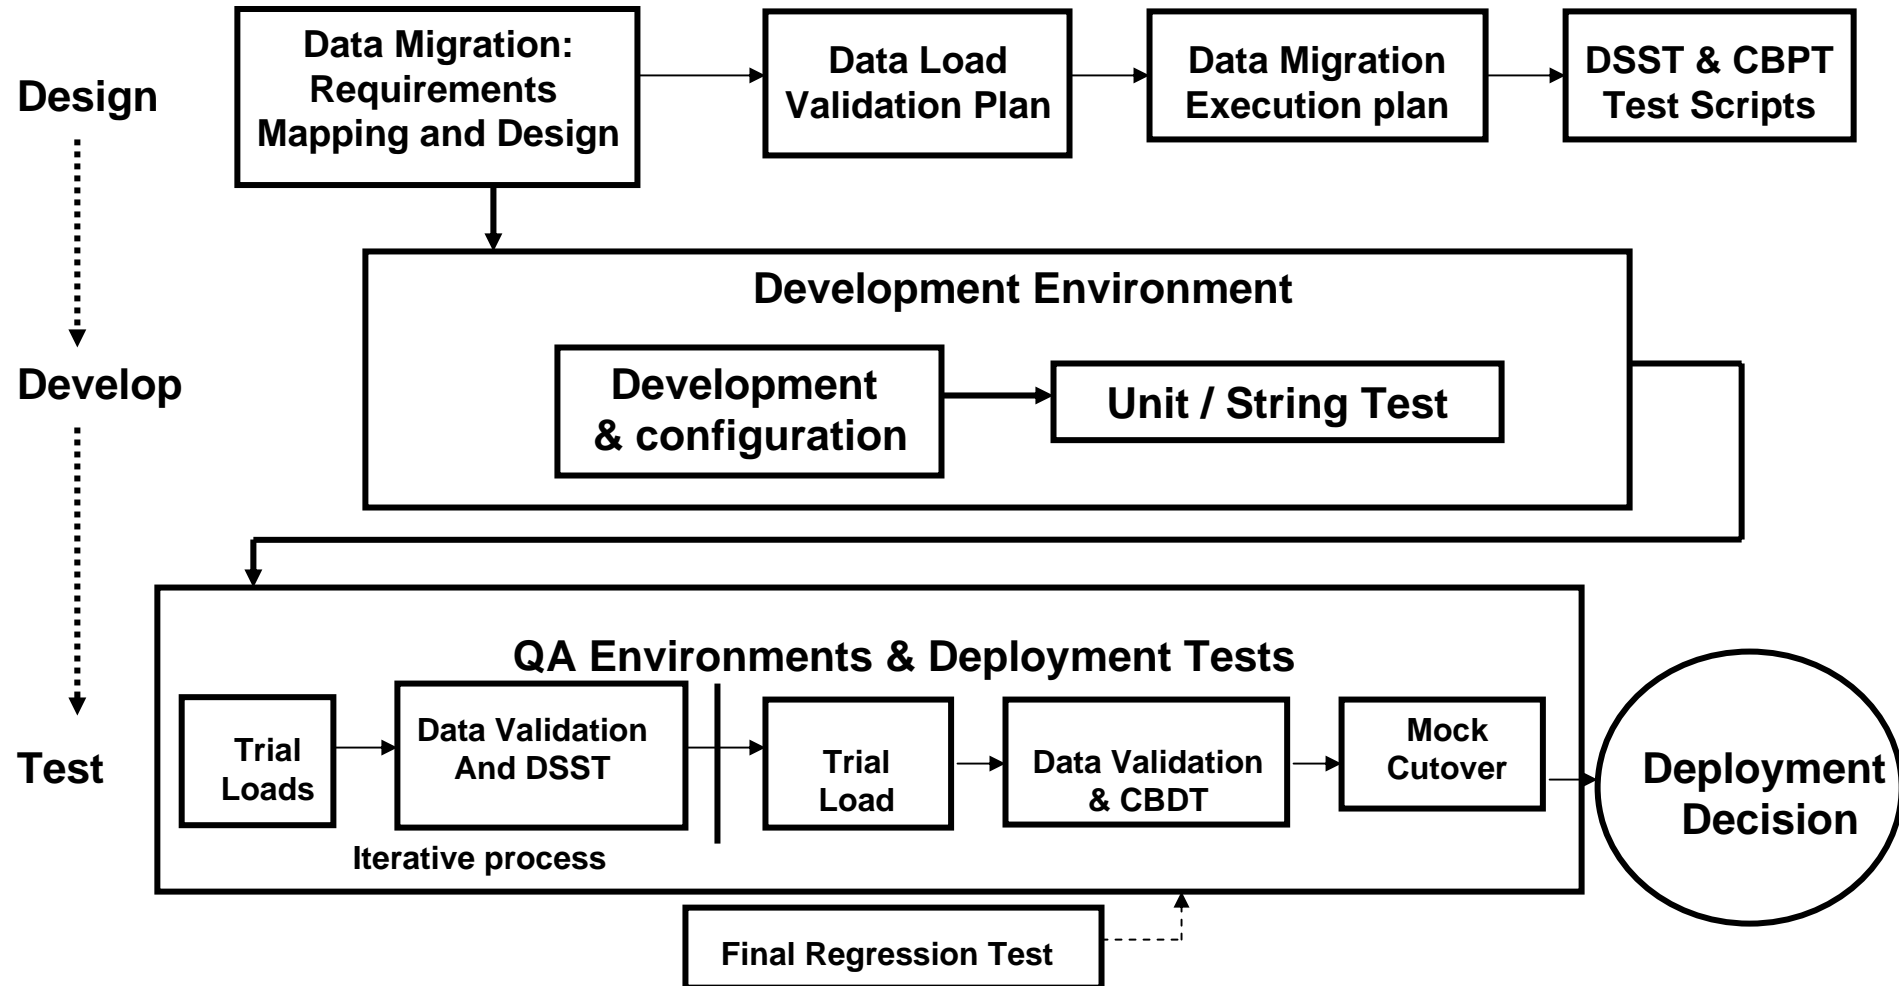 Design
Data Migration:
Requirements
Mapping and Design
Data Load
Validation Plan
Data Migration
Execution plan
DSST & CBPT
Test Scripts
Develop
Development Environment
Development
& configuration
Unit / String Test
Test
QA Environments & Deployment Tests
Trial
Loads
Data Validation
And DSST
Iterative process
Trial
Load
Data Validation
& CBDT
Mock
Cutover
Deployment
Decision
Final Regression Test